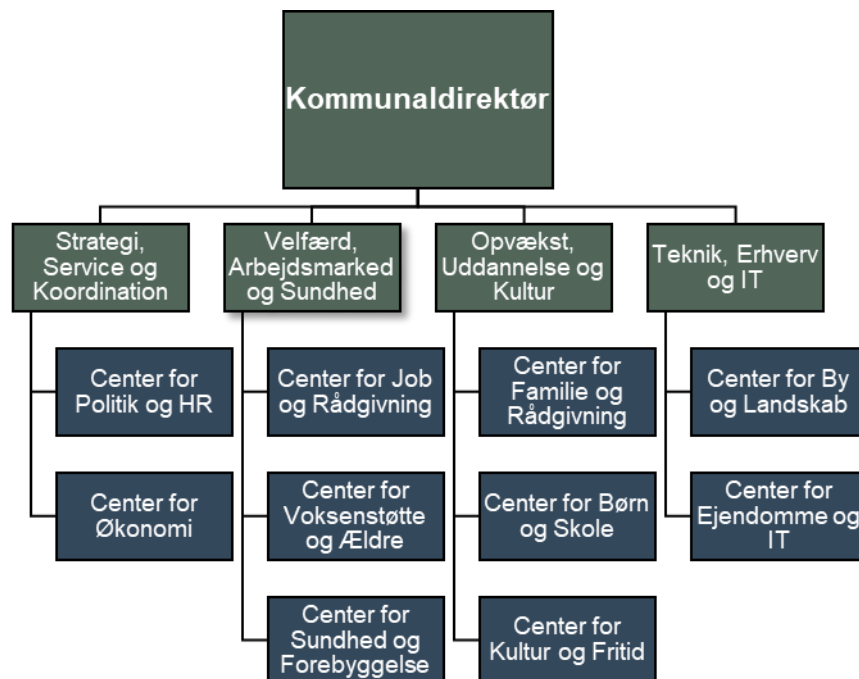 Kommunaldirektør
Strategi,
Service og
Koordination
Velfærd,
Arbejdsmarked
og Sundhed
Opvækst,
Uddannelse og
Kultur
Teknik, Erhverv
og IT
Center for
Politik og HR
Center for Job
og Rådgivning
Center for
Familie og
Rådgivning
Center for By
og Landskab
Center for
Økonomi
Center for
Voksenstøtte
og Ældre
Center for Børn
og Skole
Center for
Ejendomme og
IT
Center for
Sundhed og
Forebyggelse
Center for
Kultur og Fritid